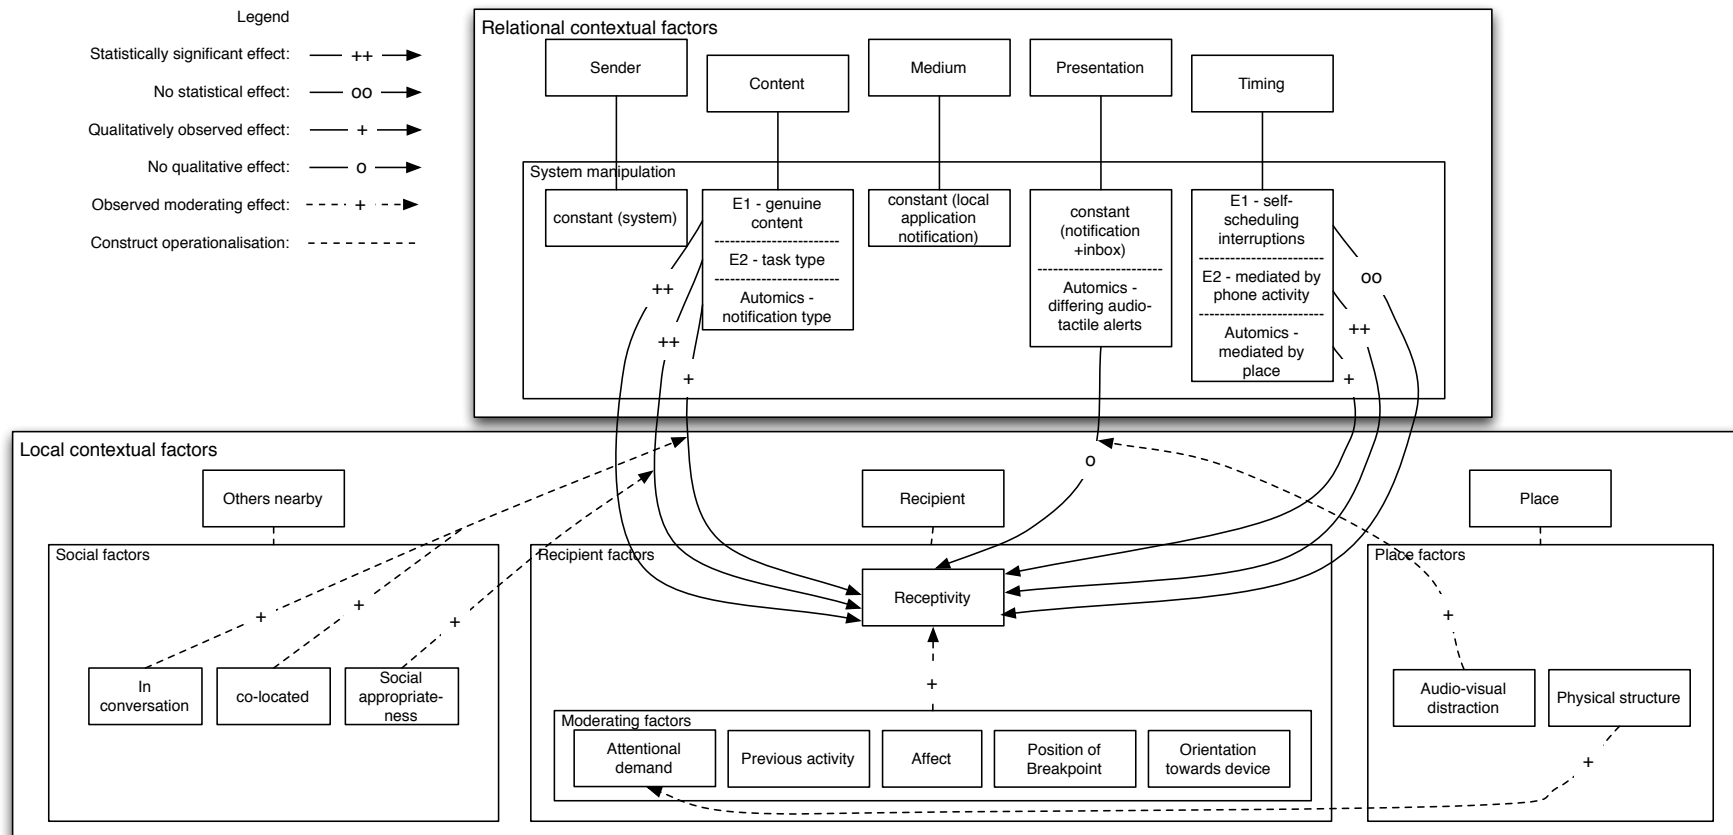 Legend
Statistically significant effect: ++
No statistical effect: oo
Qualitatively observed effect: +
No qualitative effect: o
Observed moderating effect: +
Construct operationalisation:
Relational contextual factors
Sender
Content
Medium
Presentation
Timing
System manipulation
constant (system)
E1 - genuine
content
E2 - task type
Automics -
notification type
constant (local
application
notification)
constant
(notification
+inbox)
Automics -
differing audio-
tactile alerts
E1 - self-
scheduling
interruptions
E2 - mediated by
phone activity
Automics -
mediated by
place
++
++
+
oo
++
+
o
Local contextual factors
Others nearby
Recipient
Place
Social factors
Recipient factors
Place factors
Receptivity
+
+
+
+
+
In
conversation
co-located
Social
appropriate-
ness
Audio-visual
distraction
Physical structure
Moderating factors
Attentional
demand
Previous activity
Affect
Position of
Breakpoint
Orientation
towards device
+